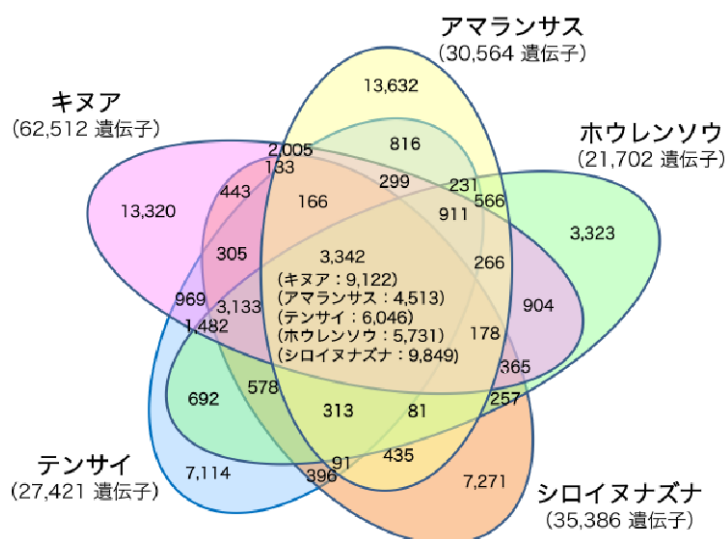 アマランサス
(30,564 遺伝子)
キヌア
(62,512 遺伝子)
ホウレンソウ
(21,702 遺伝子)
13,632
2,005
816
133
299
231
566
443
166
911
13,320
3,323
305
3,342
266
(キヌア：9,122)
(アマランサス：4,513)
(テンサイ：6,046)
(ホウレンソウ：5,731)
(シロイヌナズナ：9,849)
969
3,133
904
1,482
178
365
692
578
313
81
257
91
435
396
7,114
7,271
テンサイ
(27,421 遺伝子)
シロイヌナズナ
(35,386 遺伝子)